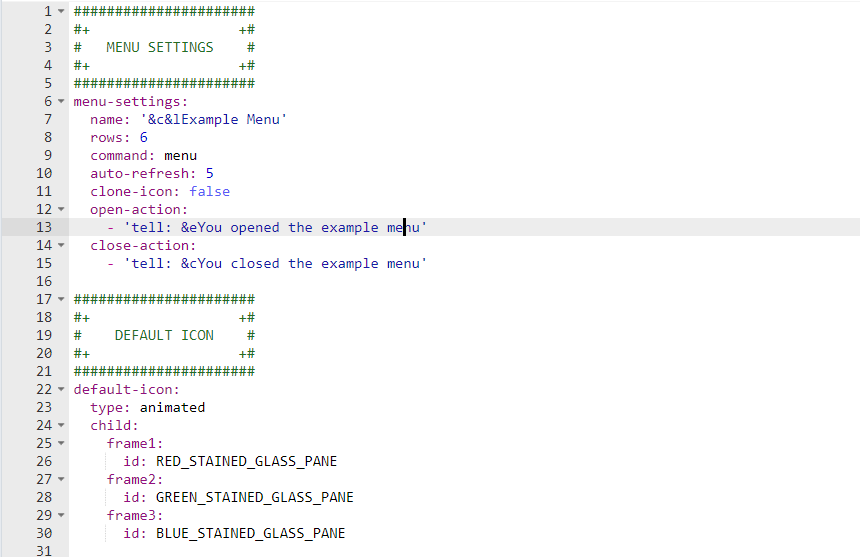 1 ######################
2 #+                  +#
3 #   MENU SETTINGS    #
4 #+                  +#
5 ######################
6 menu-settings:
7   name: '&c&lExample Menu'
8   rows: 6
9   command: menu
10   auto-refresh: 5
11   clone-icon: false
12   open-action:
13     - 'tell: &eYou opened the example menu'
14   close-action:
15     - 'tell: &cYou closed the example menu'
16
17 ######################
18 #+                  +#
19 #    DEFAULT ICON    #
20 #+                  +#
21 ######################
22 default-icon:
23   type: animated
24   child:
25     frame1:
26       id: RED_STAINED_GLASS_PANE
27     frame2:
28       id: GREEN_STAINED_GLASS_PANE
29     frame3:
30       id: BLUE_STAINED_GLASS_PANE
31